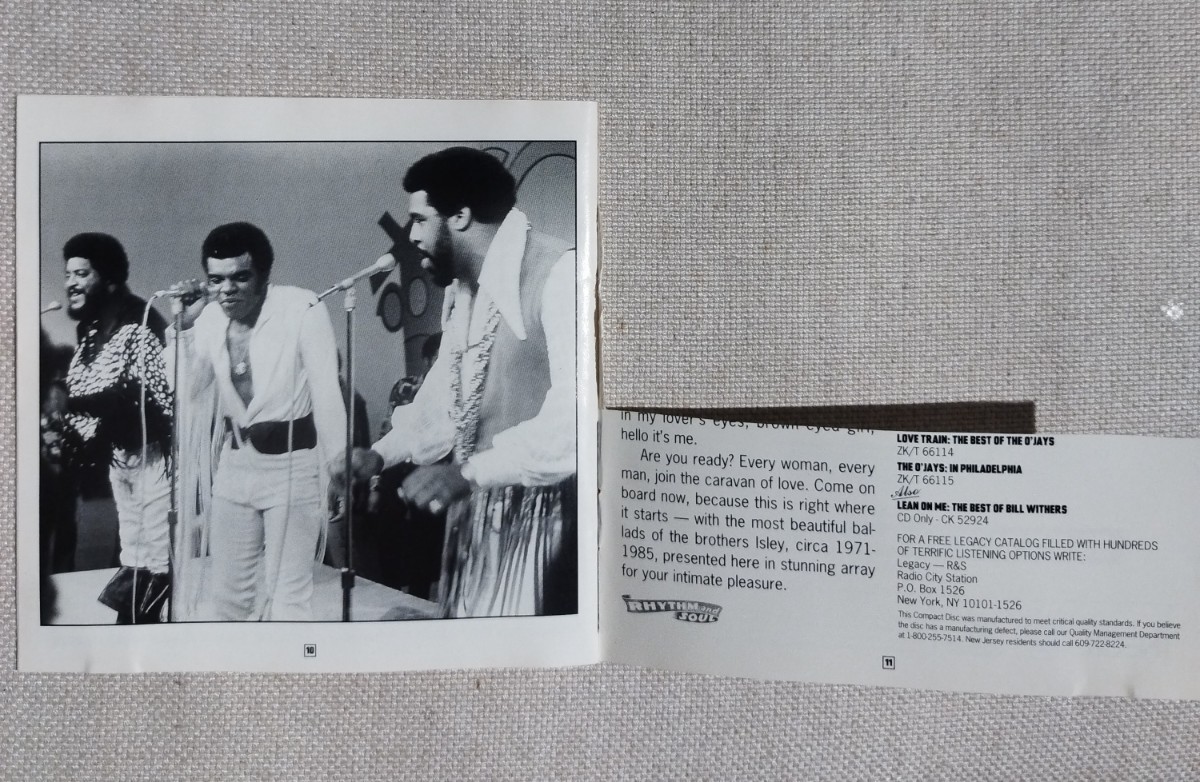 10
in my lover's eyes, brown eyed girl,
hello it's me.
Are you ready? Every woman, every
man, join the caravan of love. Come on
board now, because this is right where
it starts — with the most beautiful bal-
lads of the brothers Isley, circa 1971-
1985, presented here in stunning array
for your intimate pleasure.
RHYTHM and
SOUL
LOVE TRAIN: THE BEST OF THE O'JAYS
ZK/T 66114
THE O'JAYS: IN PHILADELPHIA
ZK/T 66115
Also
LEAN ON ME: THE BEST OF BILL WITHERS
CD Only - CK 52924
FOR A FREE LEGACY CATALOG FILLED WITH HUNDREDS
OF TERRIFIC LISTENING OPTIONS WRITE:
Legacy — R&S
Radio City Station
P.O. Box 1526
New York, NY 10101-1526
This Compact Disc was manufactured to meet critical quality standards. If you believe
the disc has a manufacturing defect, please call our Quality Management Department
at 1-800-255-7514. New Jersey residents should call 609-722-8224.
11